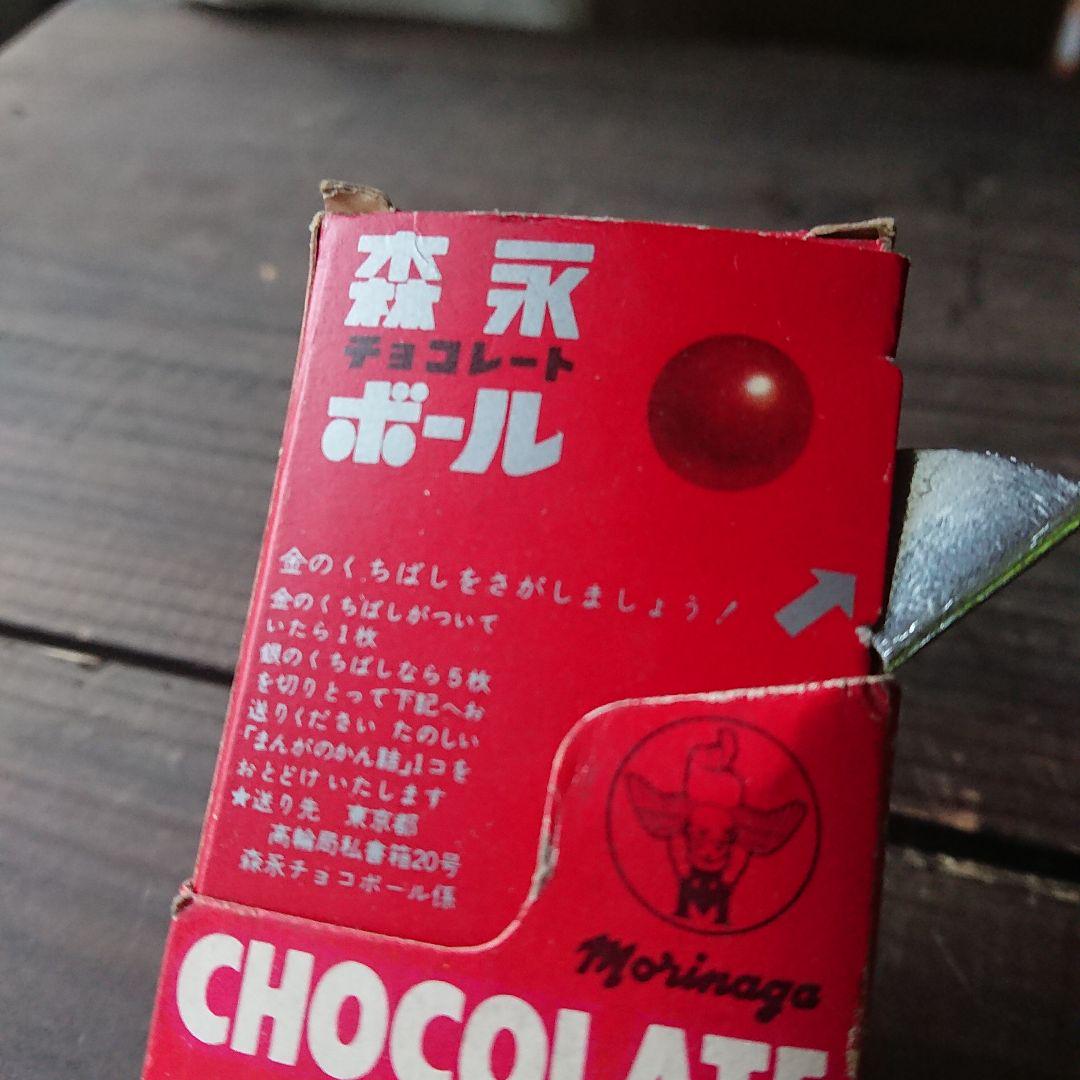 森永
チョコレート
ボール
金のくちばしをさがしましょう！
金のくちばしがついて
いたら1枚
銀のくちばしなら5枚
を切りとって下記へお
送りください たのしい
「まんがのかん詰」1コを
おとどけいたします
★送り先 東京都
高輪局私書箱20号
森永チョコボール係
M
Morinaga
CHOCOLATE